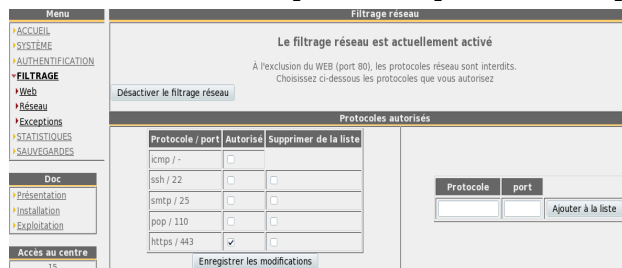 Menu
ACCUEIL
SYSTÈME
AUTHENTIFICATION
FILTRAGE
Web
Réseau
Exceptions
STATISTIQUES
SAUVEGARDES
Doc
Présentation
Installation
Exploitation
Accès au centre
15
Filtrage réseau
Le filtrage réseau est actuellement activé
À l'exclusion du WEB (port 80), les protocoles réseau sont interdits.
Choisissez ci-dessous les protocoles que vous autorisez
Désactiver le filtrage réseau
Protocoles autorisés
Protocole / port Autorisé Supprimer de la liste
icmp / -
ssh / 22
smtp / 25
pop / 110
https / 443
Enregistrer les modifications
Protocole port
Ajouter à la liste